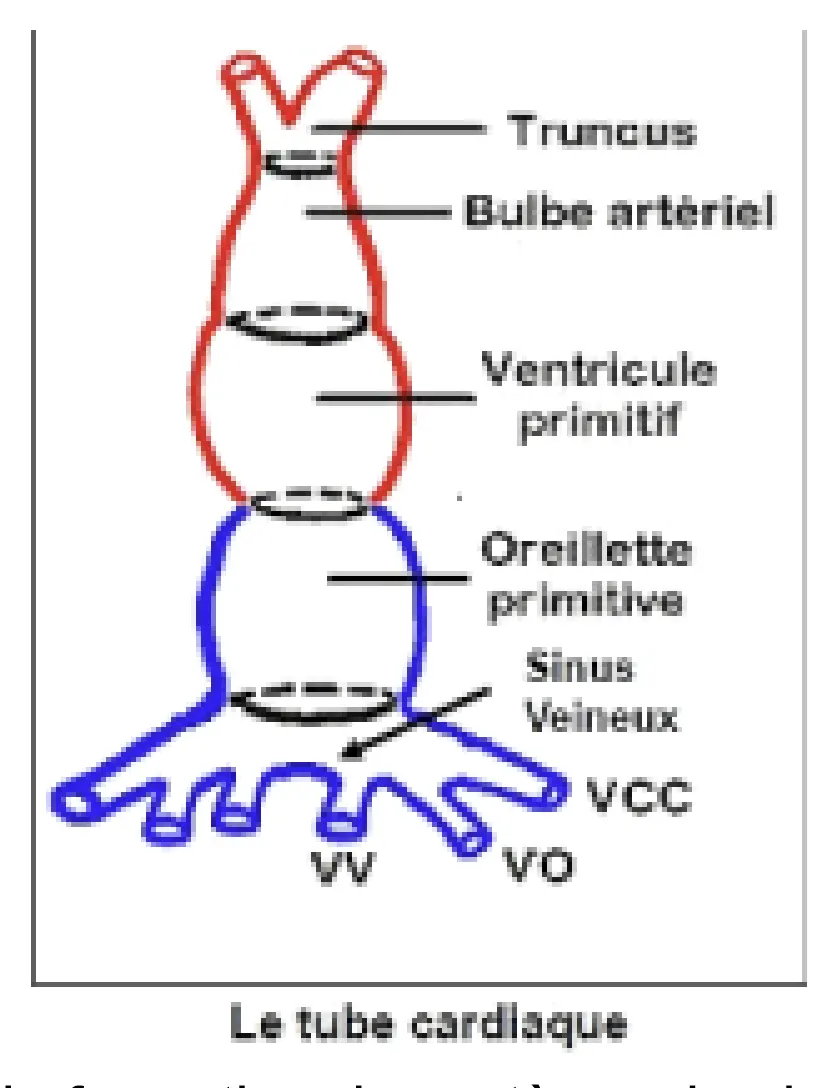 Truncus
Bulbe artériel
Ventricule
primitif
Oreillette
primitive
Sinus
Veineux
VCC
VV
VO
Le tube cardiaque